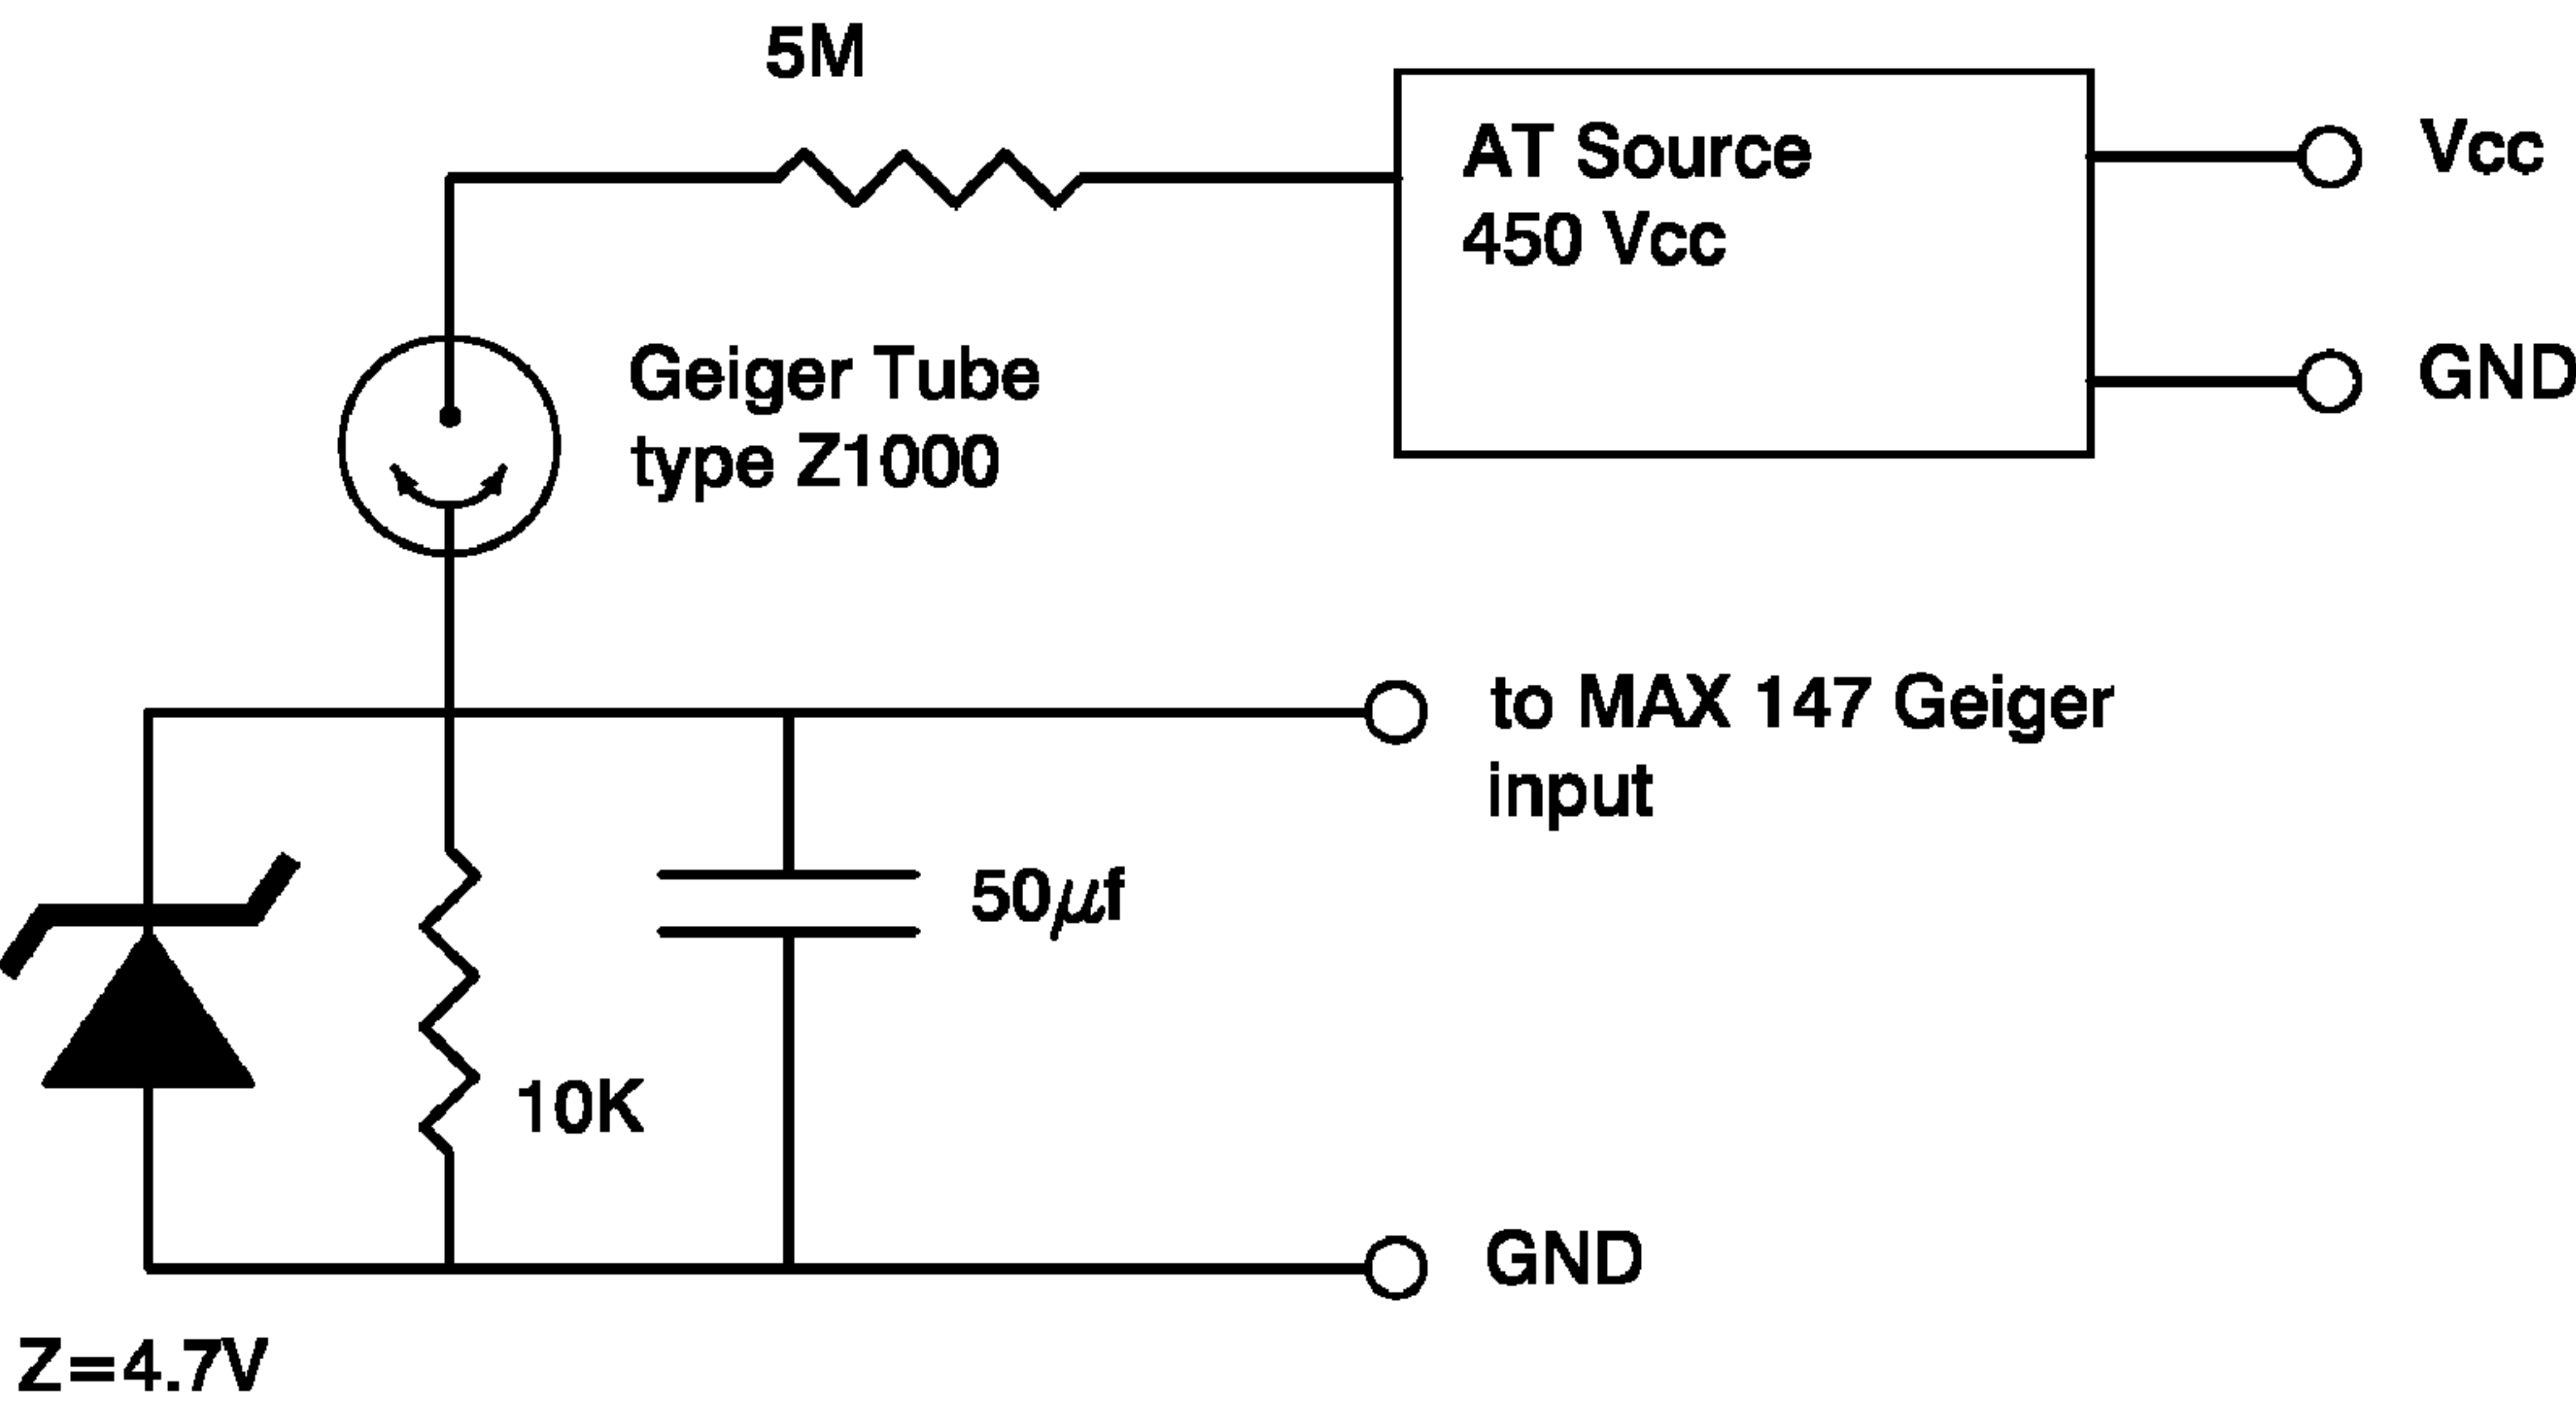 5M
AT Source
450 Vcc
Vcc
GND
Geiger Tube
type Z1000
to MAX 147 Geiger
input
50μf
10K
GND
Z=4.7V